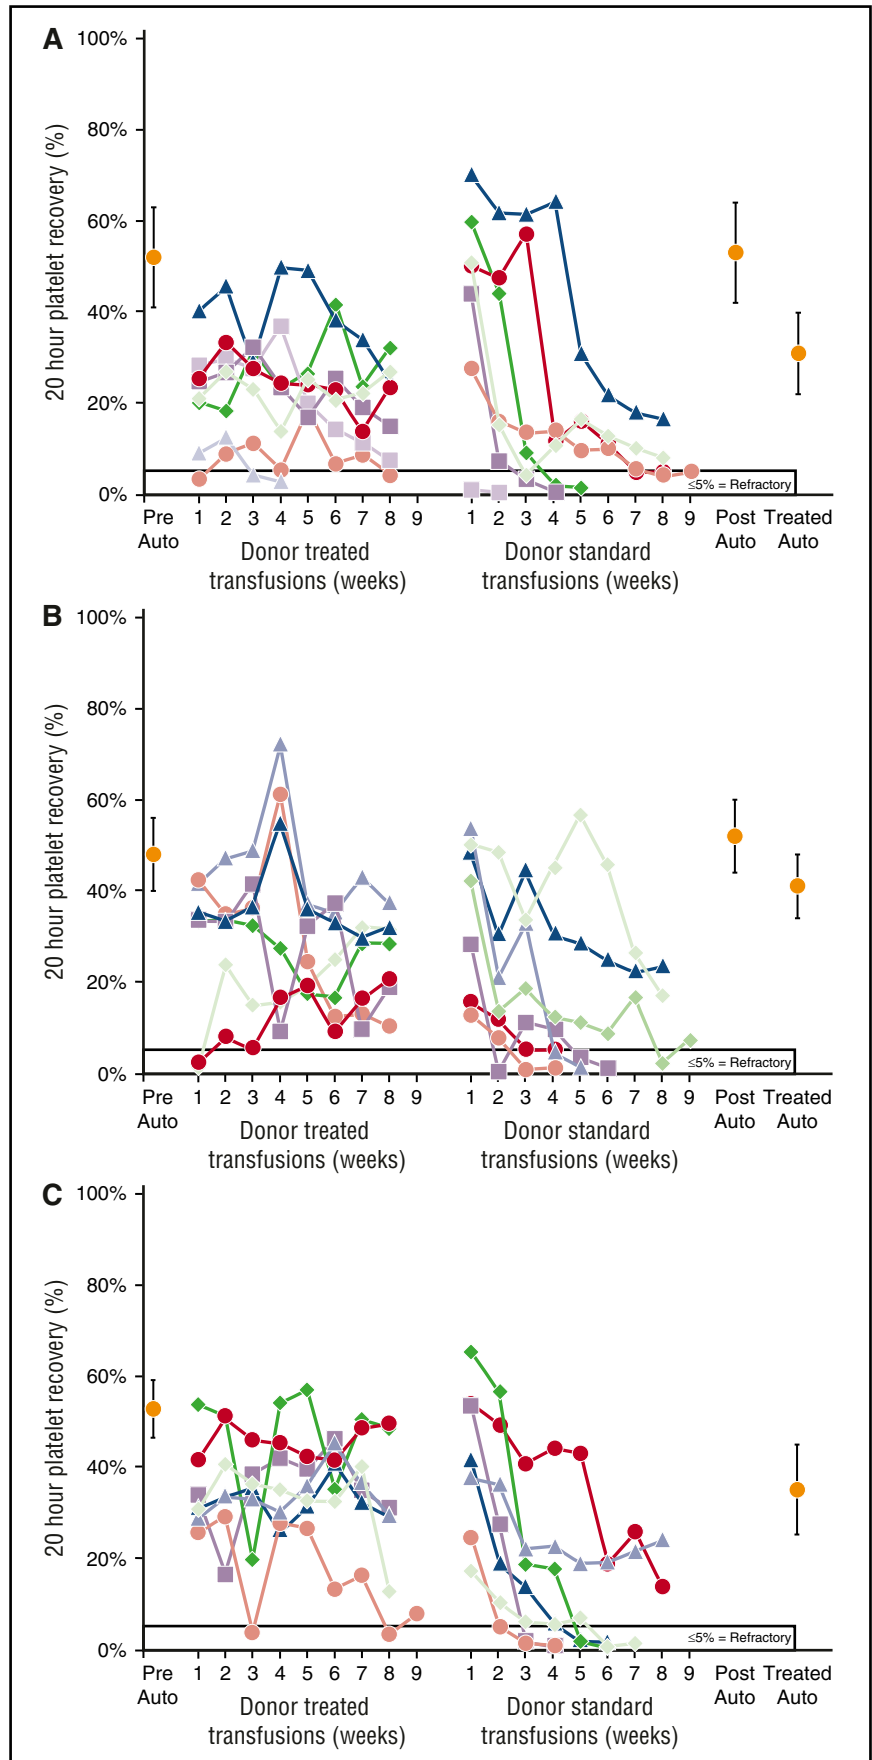 A
100%
80%
60%
40%
20%
0%
20 hour platelet recovery (%)
≤5% = Refractory
Pre
Auto
1 2 3 4 5 6 7 8 9
Donor treated
transfusions (weeks)
1 2 3 4 5 6 7 8 9
Donor standard
transfusions (weeks)
Post
Auto
Treated
Auto
B
100%
80%
60%
40%
20%
0%
20 hour platelet recovery (%)
≤5% = Refractory
Pre
Auto
1 2 3 4 5 6 7 8 9
Donor treated
transfusions (weeks)
1 2 3 4 5 6 7 8 9
Donor standard
transfusions (weeks)
Post
Auto
Treated
Auto
C
100%
80%
60%
40%
20%
0%
20 hour platelet recovery (%)
≤5% = Refractory
Pre
Auto
1 2 3 4 5 6 7 8 9
Donor treated
transfusions (weeks)
1 2 3 4 5 6 7 8 9
Donor standard
transfusions (weeks)
Post
Auto
Treated
Auto